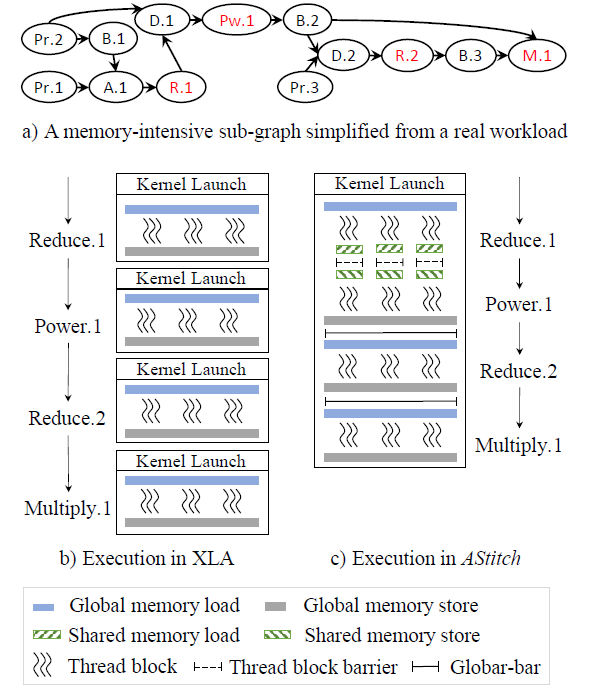 D.1
Pw.1
B.2
Pr.2
B.1
D.2
R.2
B.3
M.1
Pr.1
A.1
R.1
Pr.3
a) A memory-intensive sub-graph simplified from a real workload
Kernel Launch
Reduce.1
Kernel Launch
Power.1
Kernel Launch
Reduce.2
Kernel Launch
Multiply.1
b) Execution in XLA
Kernel Launch
Reduce.1
Power.1
Reduce.2
Multiply.1
c) Execution in AStitch
Global memory load
Global memory store
Shared memory load
Shared memory store
Thread block
Thread block barrier
Globar-bar